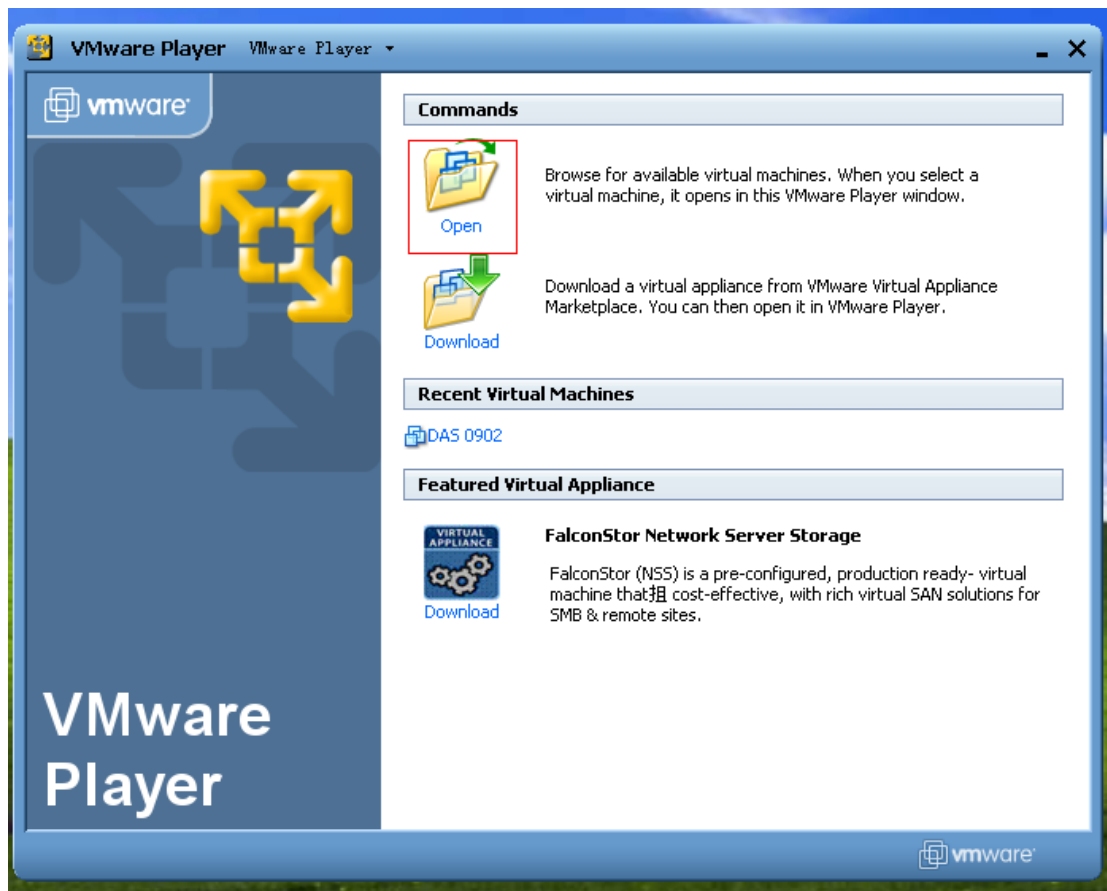 VMware Player VMware Player
vmware
Commands
Open
Browse for available virtual machines. When you select a
virtual machine, it opens in this VMware Player window.
Download
Download a virtual appliance from VMware Virtual Appliance
Marketplace. You can then open it in VMware Player.
Recent Virtual Machines
DAS 0902
Featured Virtual Appliance
VIRTUAL
APPLIANCE
Download
FalconStor Network Server Storage
FalconStor (NSS) is a pre-configured, production ready- virtual
machine that抯 cost-effective, with rich virtual SAN solutions for
SMB & remote sites.
VMware
Player
vmware